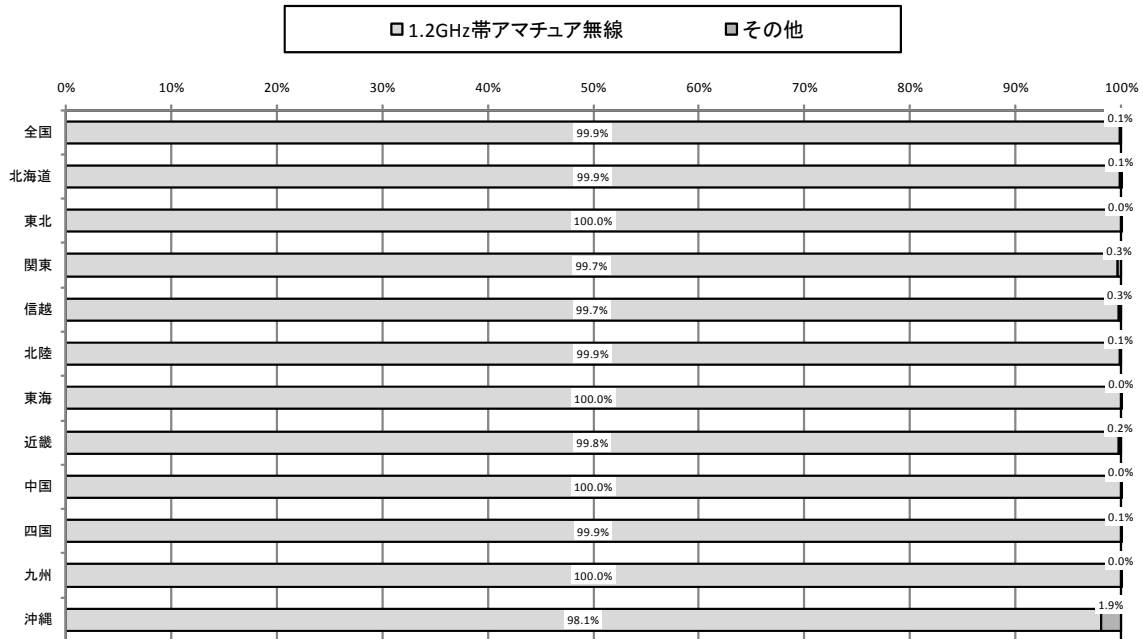 1.2GHz帯アマチュア無線 その他
0% 10% 20% 30% 40% 50% 60% 70% 80% 90% 100%
全国 99.9% 0.1%
北海道 99.9% 0.1%
東北 100.0% 0.0%
関東 99.7% 0.3%
信越 99.7% 0.3%
北陸 99.9% 0.1%
東海 100.0% 0.0%
近畿 99.8% 0.2%
中国 100.0% 0.0%
四国 99.9% 0.1%
九州 100.0% 0.0%
沖縄 98.1% 1.9%